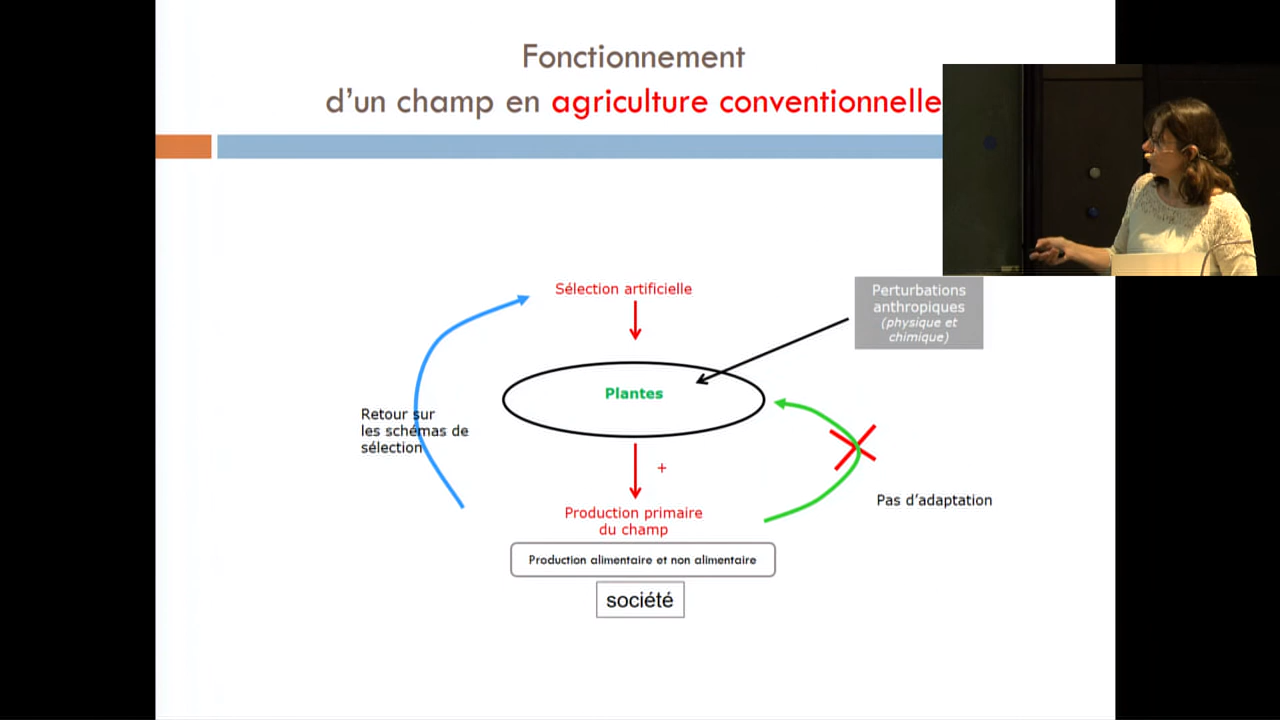 Fonctionnement
d'un champ en agriculture conventionnelle
Sélection artificielle
Perturbations
anthropiques
(physique et
chimique)
Plantes
Retour sur
les schémas de
sélection
+
Pas d'adaptation
Production primaire
du champ
Production alimentaire et non alimentaire
société